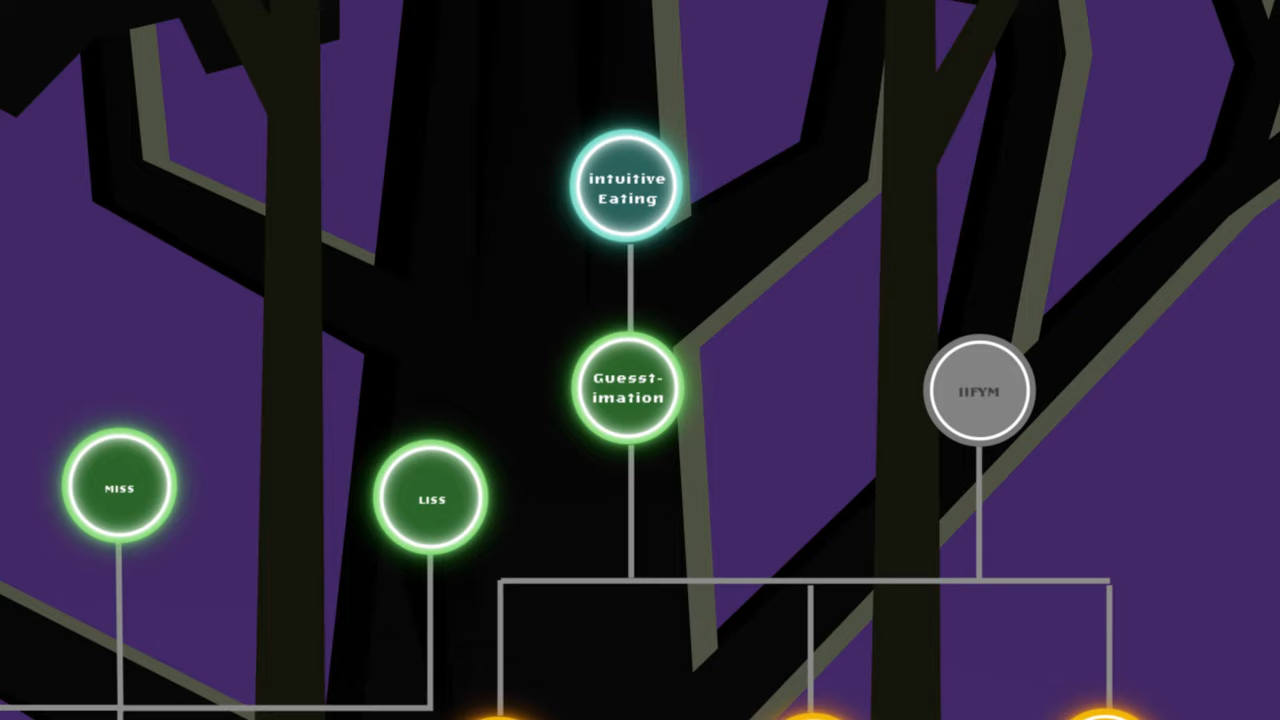 intuitive
Eating
Guesst-
imation
IIFYM
MISS
LISS